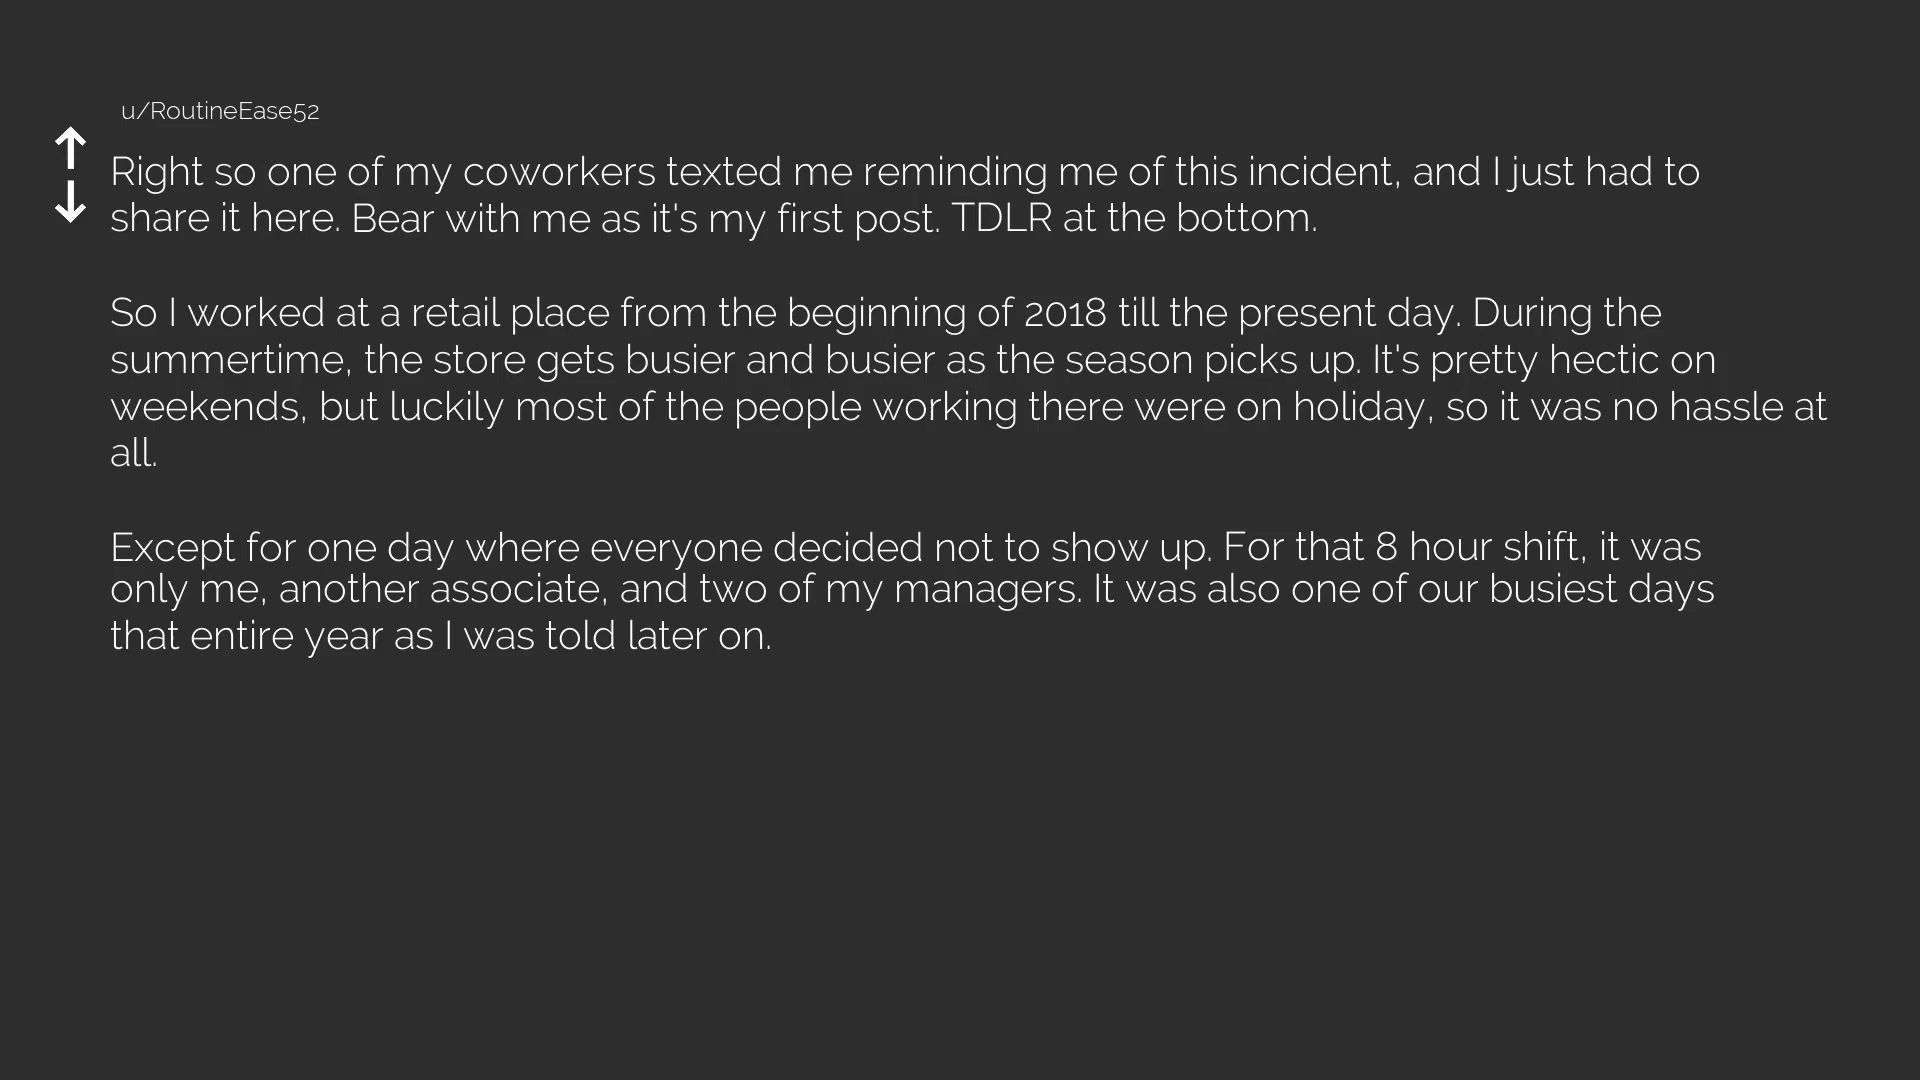 u/RoutineEase52
Right so one of my coworkers texted me reminding me of this incident, and I just had to
share it here. Bear with me as it's my first post. TDLR at the bottom.
So I worked at a retail place from the beginning of 2018 till the present day. During the
summertime, the store gets busier and busier as the season picks up. It's pretty hectic on
weekends, but luckily most of the people working there were on holiday, so it was no hassle at
all.
Except for one day where everyone decided not to show up. For that 8 hour shift, it was
only me, another associate, and two of my managers. It was also one of our busiest days
that entire year as I was told later on.